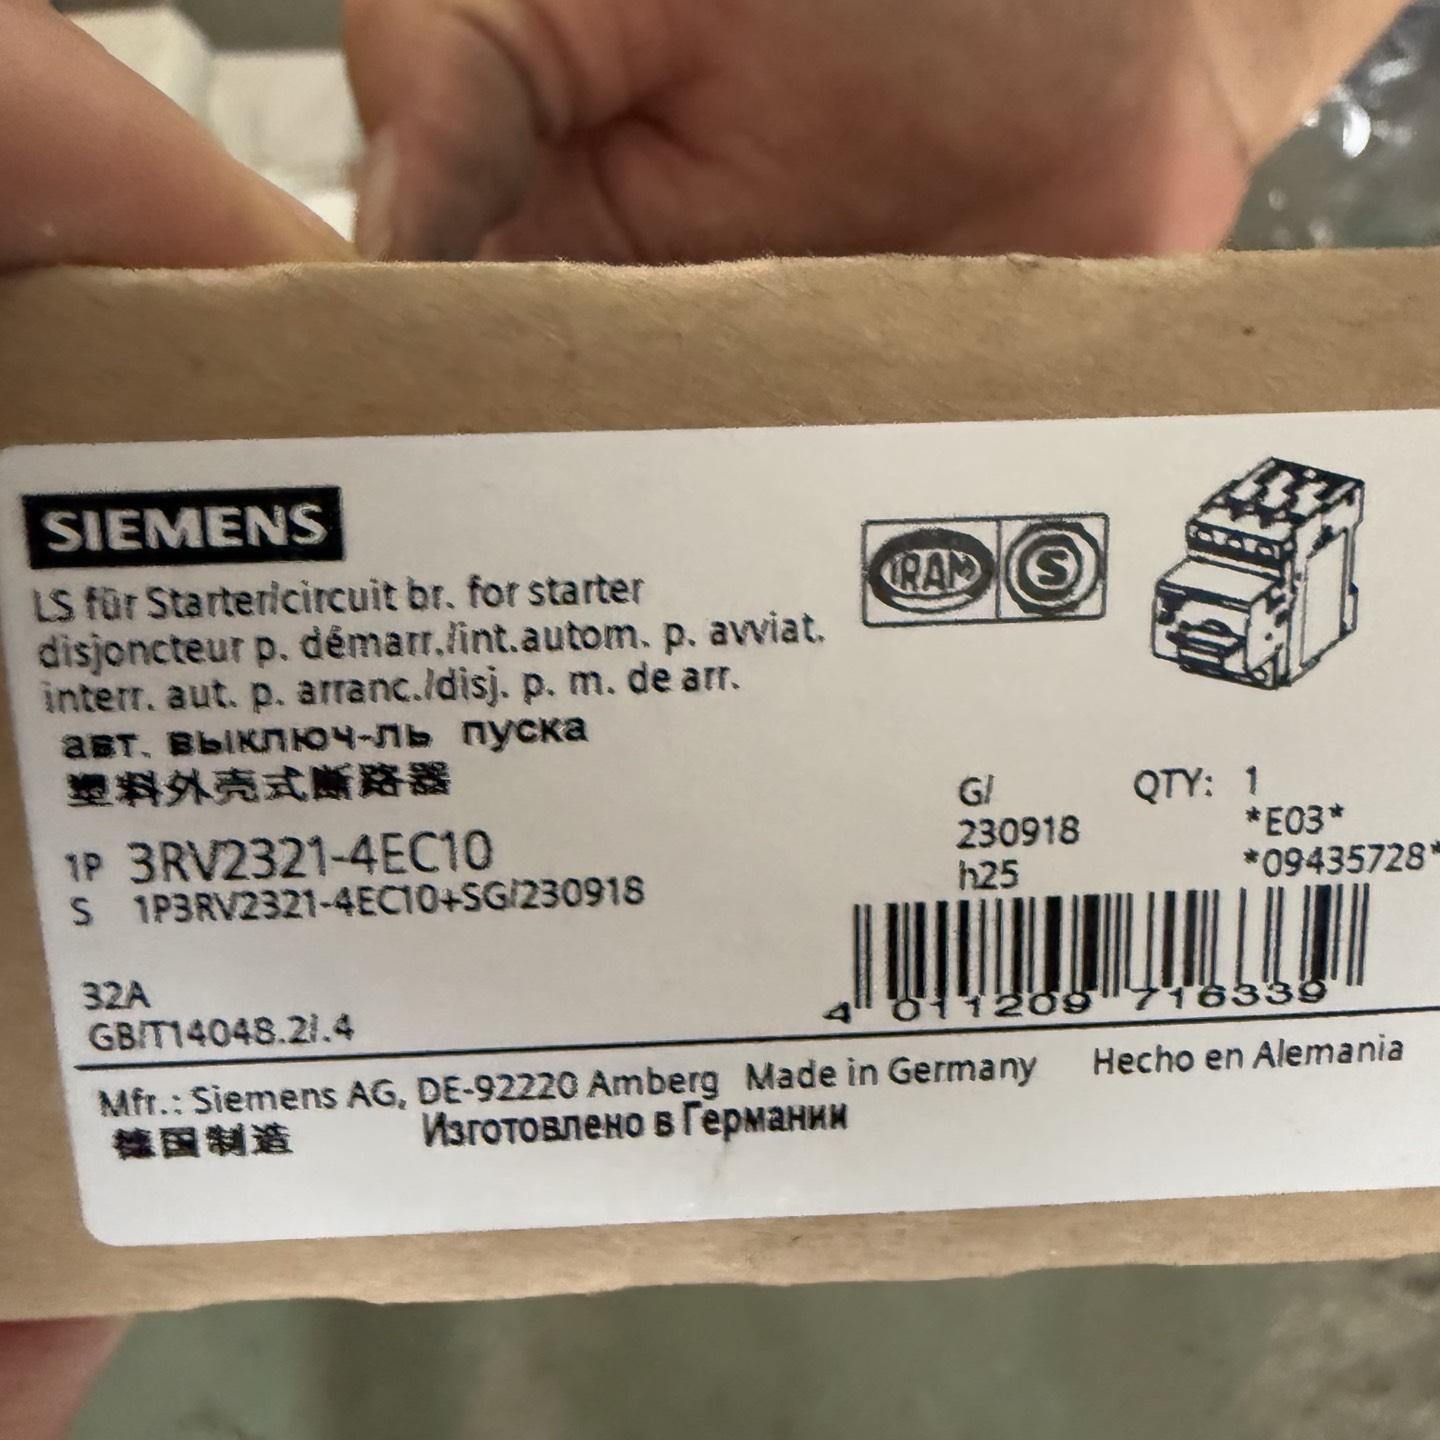 SIEMENS
LS für Starter/circuit br. for starter
disjoncteur p. démarr./int.autom. p. avviat.
interr. aut. p. arranc./disj. p. m. de arr.
авт. выключ-ль пуска
塑料外壳式断路器
1P 3RV2321-4EC10
S 1P3RV2321-4EC10+SG/230918
32A
GB/T14048.2/.4
IRAM S
G/
230918
h25
QTY: 1
*E03*
*09435728*
4 011209 716339
Mfr.: Siemens AG, DE-92220 Amberg Made in Germany Hecho en Alemania
德国制造 Изготовлено в Германии